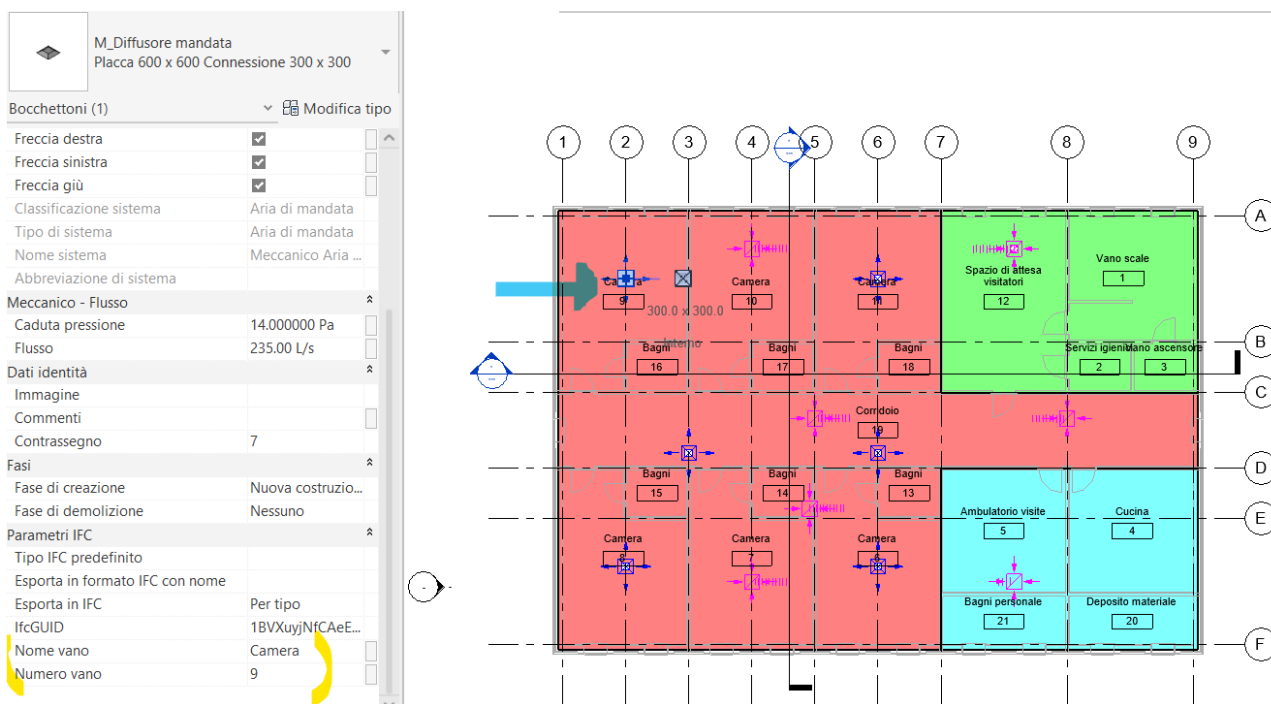 M_Diffusore mandata
Placca 600 x 600 Connessione 300 x 300
Bocchettoni (1)
Modifica tipo
Freccia destra
Freccia sinistra
Freccia giù
Classificazione sistema Aria di mandata
Tipo di sistema Aria di mandata
Nome sistema Meccanico Aria ...
Abbreviazione di sistema
Meccanico - Flusso
Caduta pressione 14.000000 Pa
Flusso 235.00 L/s
Dati identità
Immagine
Commenti
Contrassegno 7
Fasi
Fase di creazione Nuova costruzio...
Fase di demolizione Nessuno
Parametri IFC
Tipo IFC predefinito
Esporta in formato IFC con nome
Esporta in IFC Per tipo
IfcGUID 1BVXuyjNfCAeE...
Nome vano Camera
Numero vano 9
1 2 3 4 5 6 7 8 9
A
Vano scale
1
Spazio di attesa
visitatori
12
Camera
9
Camera
10
Camera
11
300.0 x 300.0
Interno
B
Bagni
16
Bagni
17
Bagni
18
Servizi igienici
2
Vano ascensore
3
C
Corridoio
19
D
Bagni
15
Bagni
14
Bagni
13
E
Ambulatorio visite
5
Cucina
4
Camera
8
Camera
7
Camera
6
Bagni personale
21
Deposito materiale
20
F